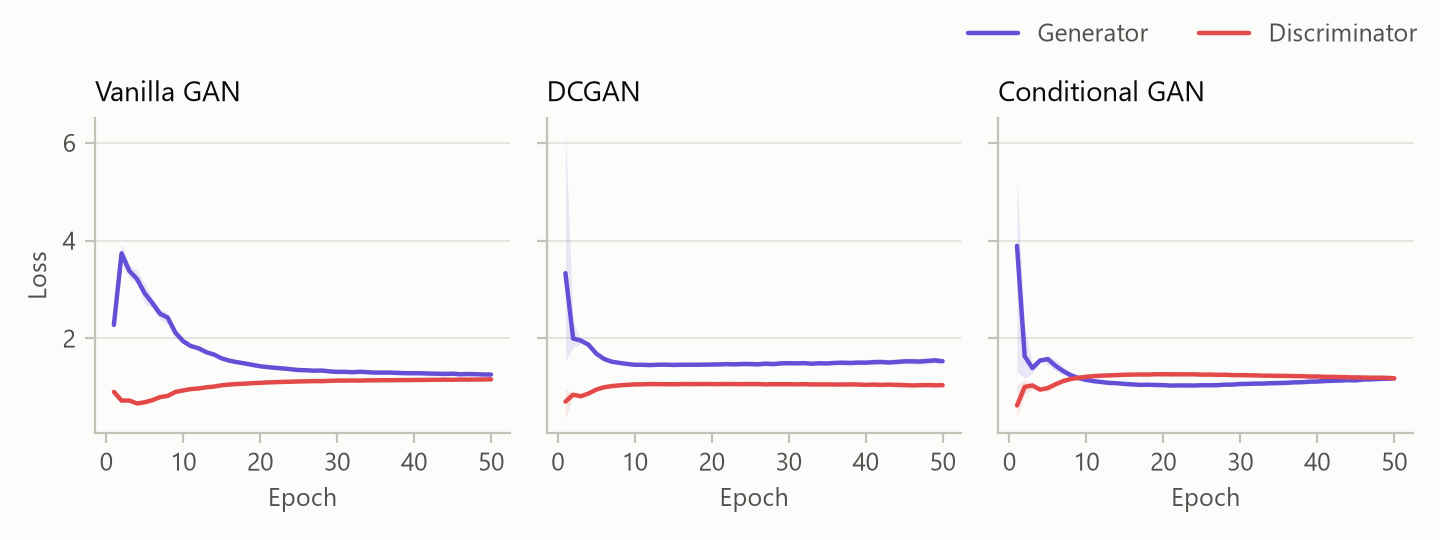 Generator Discriminator
Vanilla GAN DCGAN Conditional GAN
6
4
2
Loss
0 10 20 30 40 50 0 10 20 30 40 50 0 10 20 30 40 50
Epoch Epoch Epoch